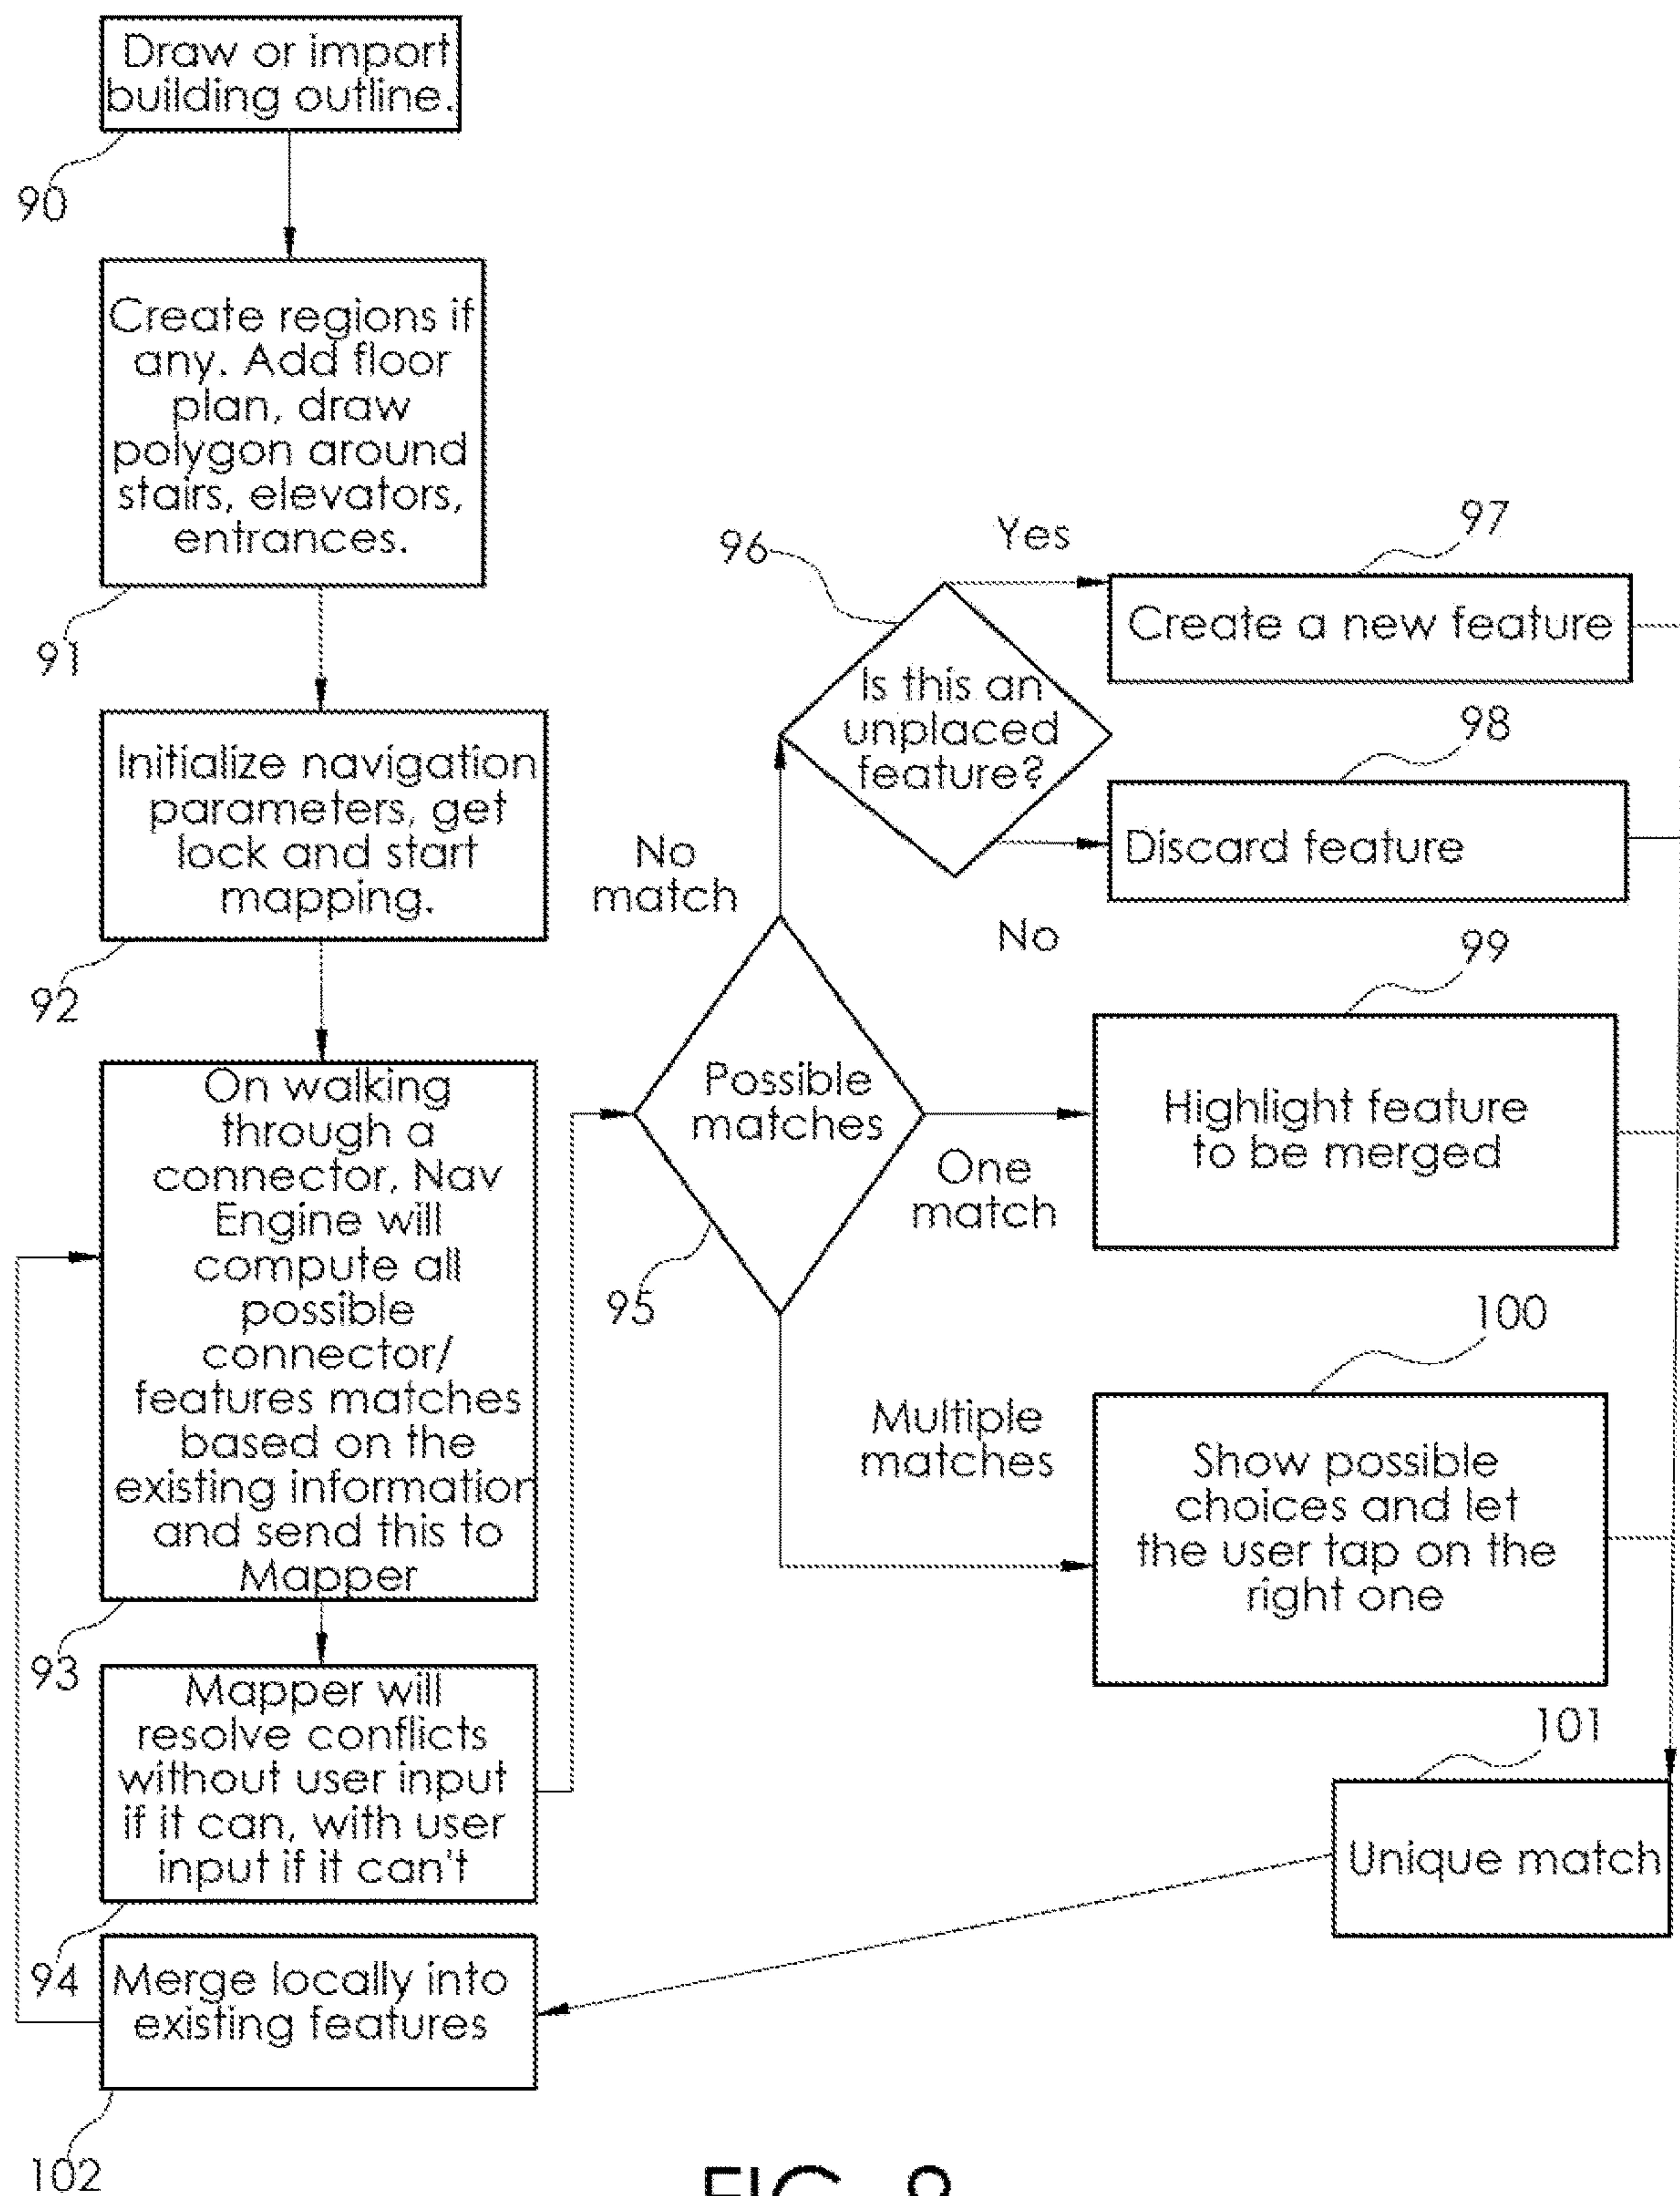 Draw or import
building outline.
90
Create regions if
any. Add floor
plan, draw
polygon around
stairs, elevators,
entrances.
91
Initialize navigation
parameters, get
lock and start
mapping.
92
On walking
through a
connector, Nav
Engine will
compute all
possible
connector/
features matches
based on the
existing information
and send this to
Mapper
93
Mapper will
resolve conflicts
without user input
if it can, with user
input if it can't
94
Merge locally into
existing features
102
Possible
matches
95
No
match
One
match
Multiple
matches
96
Is this an
unplaced
feature?
Yes
No
97
Create a new feature
98
Discard feature
99
Highlight feature
to be merged
100
Show possible
choices and let
the user tap on the
right one
101
Unique match